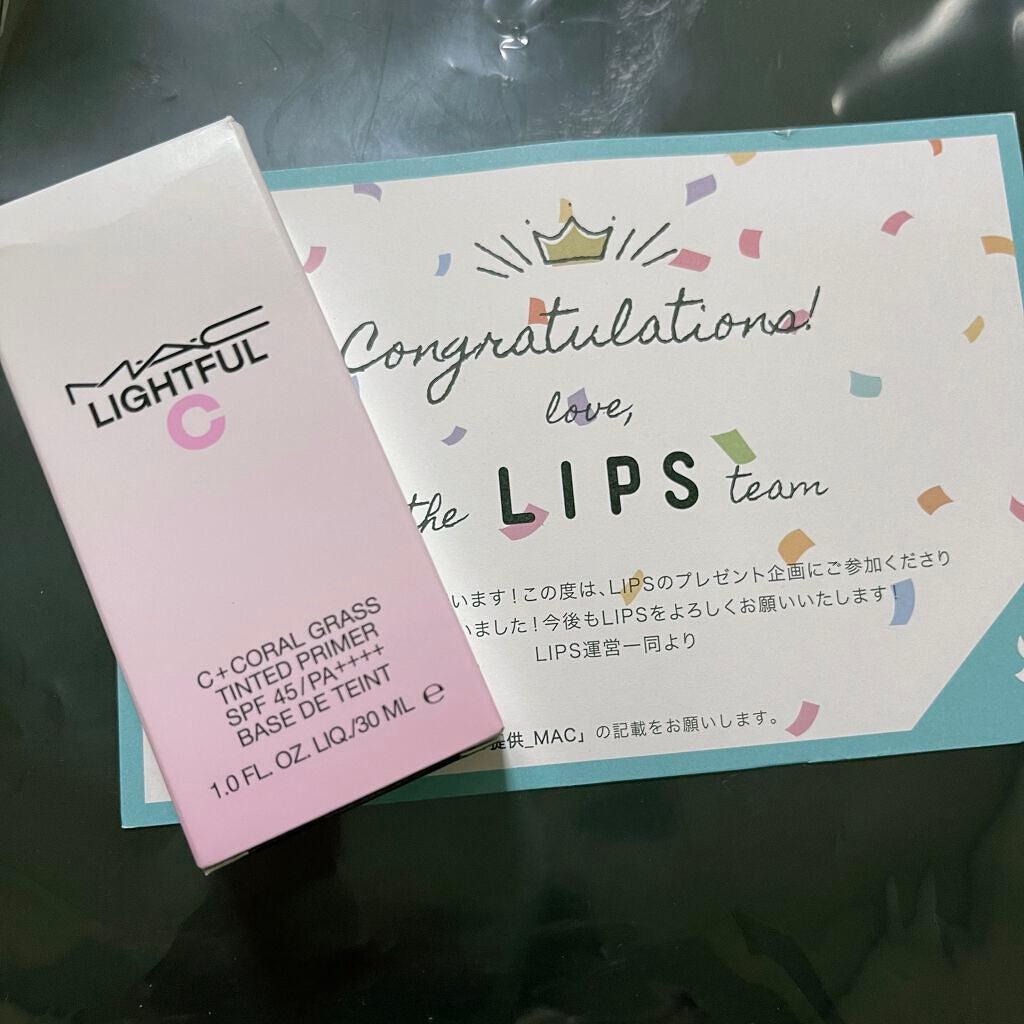 M·A·C
LIGHTFUL
C
C+CORAL GRASS
TINTED PRIMER
SPF 45/PA++++
BASE DE TEINT
1.0 FL. OZ. LIQ./30 ML ℮
Congratulations!
love,
the LIPS team
います！この度は、LIPSのプレゼント企画にご参加くださり
いました！今後もLIPSをよろしくお願いいたします！
LIPS運営一同より
提供_MAC」の記載をお願いします。